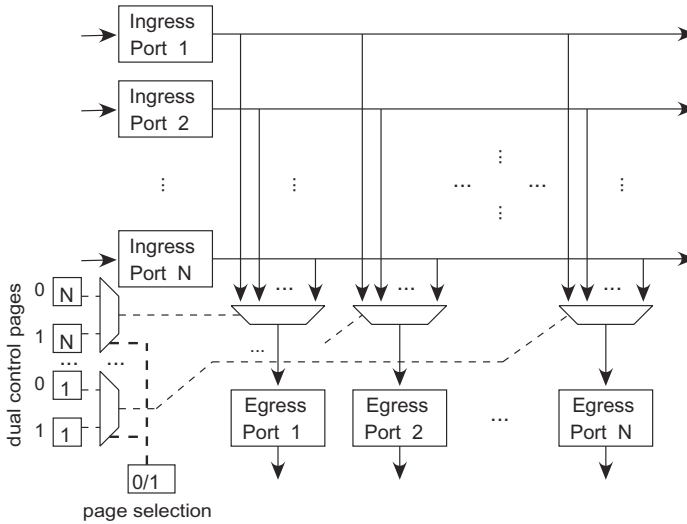 Ingress
Port 1
Ingress
Port 2
...
...
...
...
...
...
...
Ingress
Port N
...
...
...
dual control pages
0 N
1 N
... ...
0 1
1 1
...
...
Egress
Port 1
Egress
Port 2
...
Egress
Port N
0/1
page selection